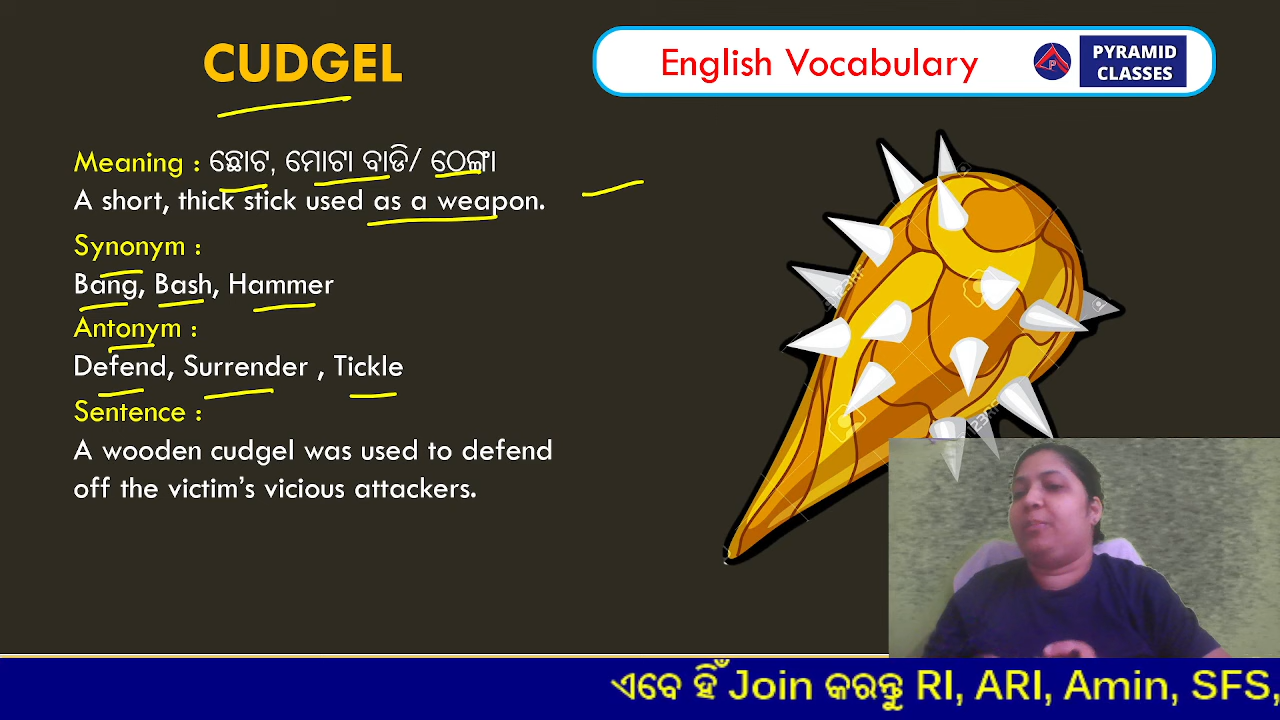 CUDGEL
English Vocabulary
PYRAMID
CLASSES
Meaning : ଛୋଟ, ମୋଟା ବାଡି/ ଠେଙ୍ଗା
A short, thick stick used as a weapon.
Synonym :
Bang, Bash, Hammer
Antonym :
Defend, Surrender , Tickle
Sentence :
A wooden cudgel was used to defend
off the victim's vicious attackers.
ଏବେ ହିଁ Join କରନ୍ତୁ RI, ARI, Amin, SFS,